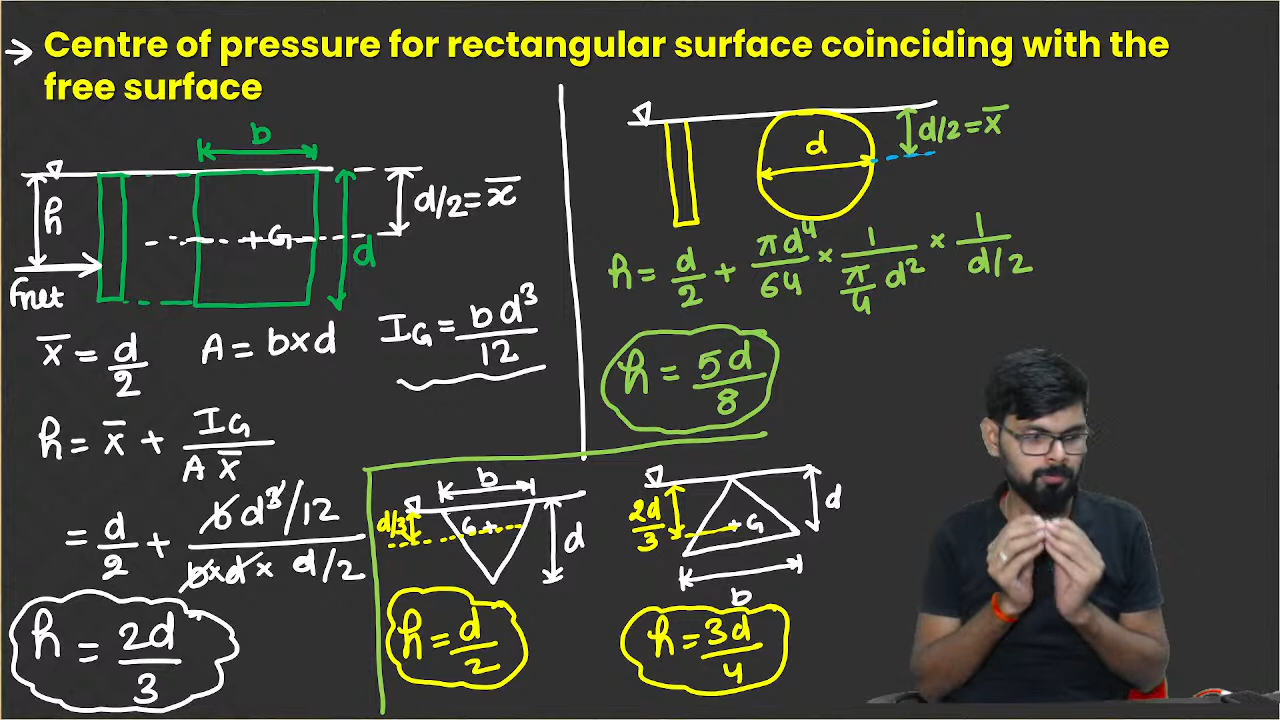 → Centre of pressure for rectangular surface coinciding with the
free surface
b
h
Fnet
+G
d
d/2 = x̄
x̄ = d/2
A = b×d
I_G = bd³/12
h = x̄ + I_G/(A x̄)
= d/2 + (b d³/12)/(b×d× d/2)
h = 2d/3
d
d/2 = x̄
h = d/2 + πd⁴/64 × 1/(π/4 d²) × 1/(d/2)
h = 5d/8
b
d/3
G+
d
h = d/2
2d/3
+G
d
b
h = 3d/4